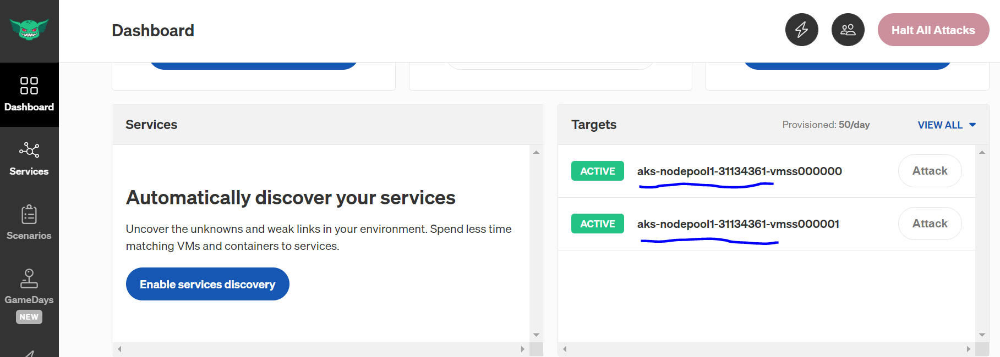 Dashboard
Halt All Attacks
Dashboard
Services
Scenarios
GameDays
NEW
Services
Automatically discover your services
Uncover the unknowns and weak links in your environment. Spend less time
matching VMs and containers to services.
Enable services discovery
Targets
Provisioned: 50/day
VIEW ALL
ACTIVE aks-nodepool1-31134361-vmss000000 Attack
ACTIVE aks-nodepool1-31134361-vmss000001 Attack